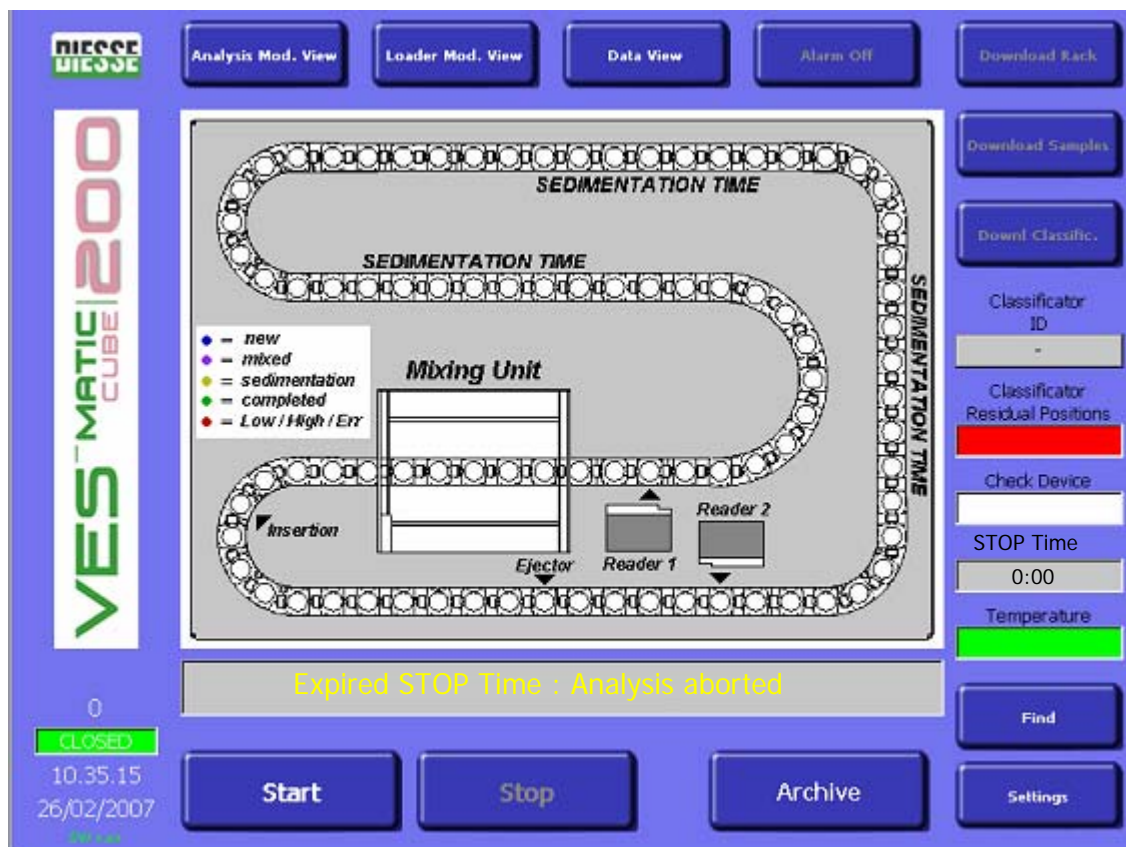 DIESSE
Analysis Mod. View
Loader Mod. View
Data View
Alarm Off
Download Rack
VES-MATIC CUBE 200
SEDIMENTATION TIME
SEDIMENTATION TIME
SEDIMENTATION TIME
= new
= mixed
= sedimentation
= completed
= Low / High / Err
Mixing Unit
Insertion
Ejector
Reader 1
Reader 2
Download Samples
Downl Classific.
Classificator
ID
-
Classificator
Residual Positions
Check Device
STOP Time
0:00
Temperature
Expired STOP Time : Analysis aborted
0
CLOSED
10.35.15
26/02/2007
Start
Stop
Archive
Find
Settings